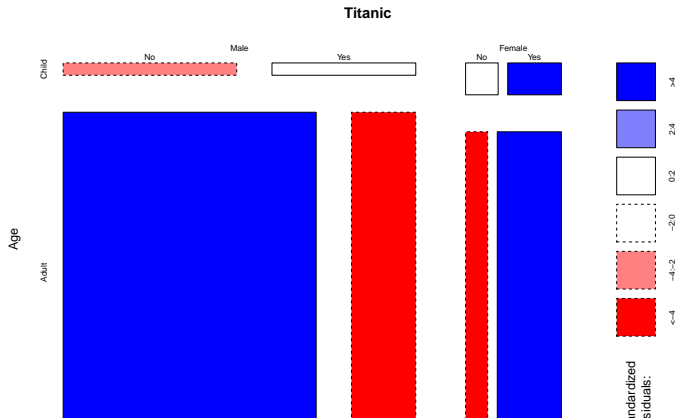 Titanic
Male
Female
No
Yes
No
Yes
Child
Adult
Age
>4
2:4
0:2
−2:0
−4:−2
<−4